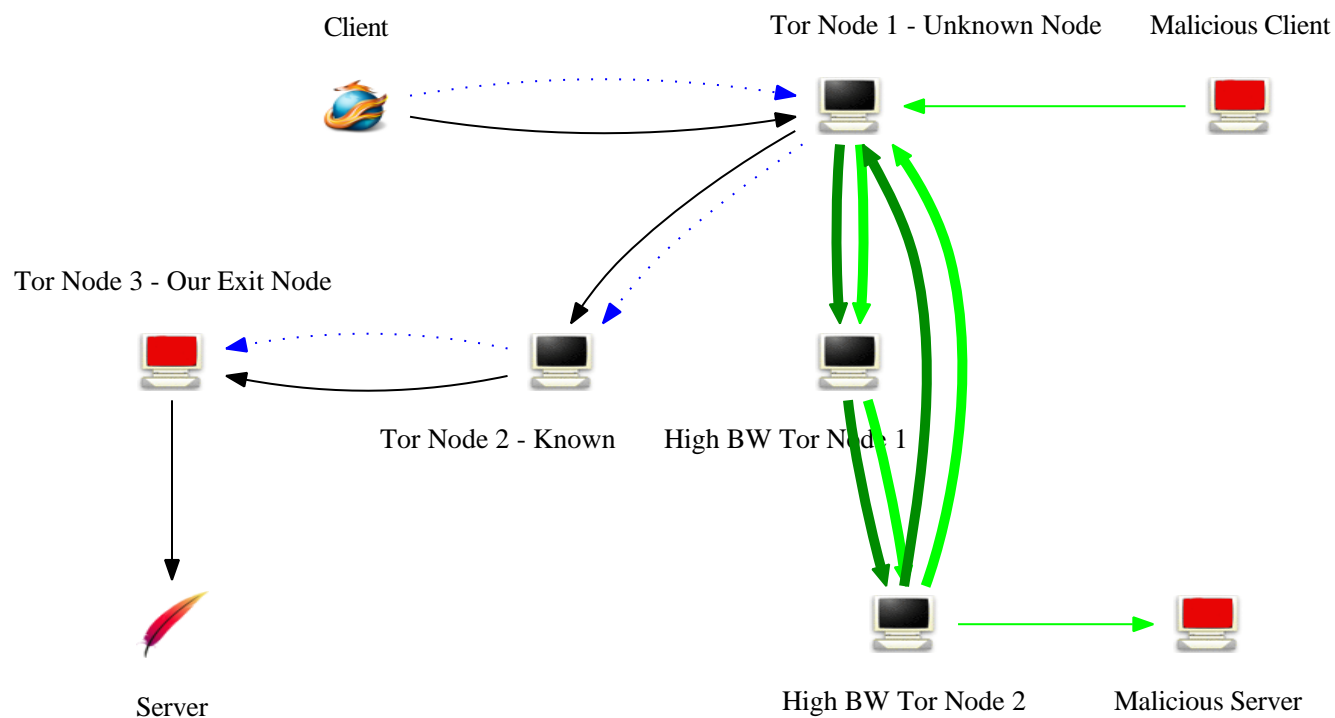 Client
Tor Node 1 - Unknown Node
Malicious Client
Tor Node 3 - Our Exit Node
Tor Node 2 - Known
High BW Tor Node 1
Server
High BW Tor Node 2
Malicious Server